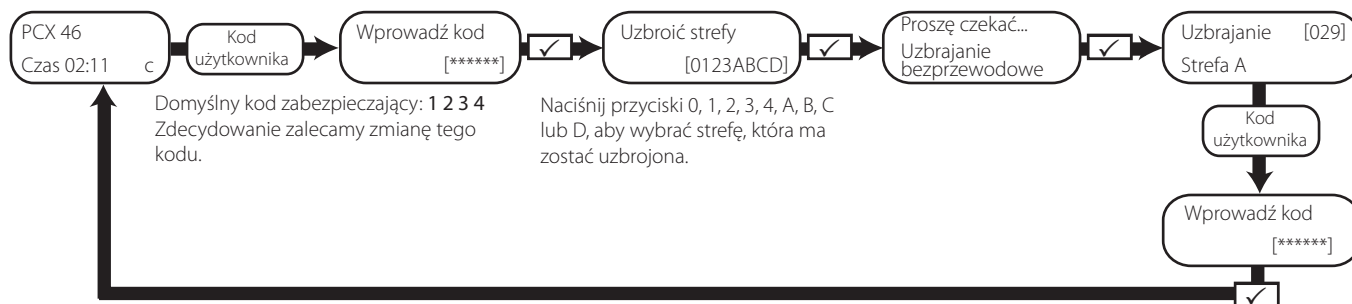 PCX 46
Czas 02:11 c
Kod
użytkownika
Wprowadź kod
[******]
Uzbroić strefy
[0123ABCD]
Proszę czekać...
Uzbrajanie
bezprzewodowe
Uzbrajanie [029]
Strefa A
Domyślny kod zabezpieczający: 1 2 3 4
Zdecydowanie zalecamy zmianę tego
kodu.
Naciśnij przyciski 0, 1, 2, 3, 4, A, B, C
lub D, aby wybrać strefę, która ma
zostać uzbrojona.
Kod
użytkownika
Wprowadź kod
[******]